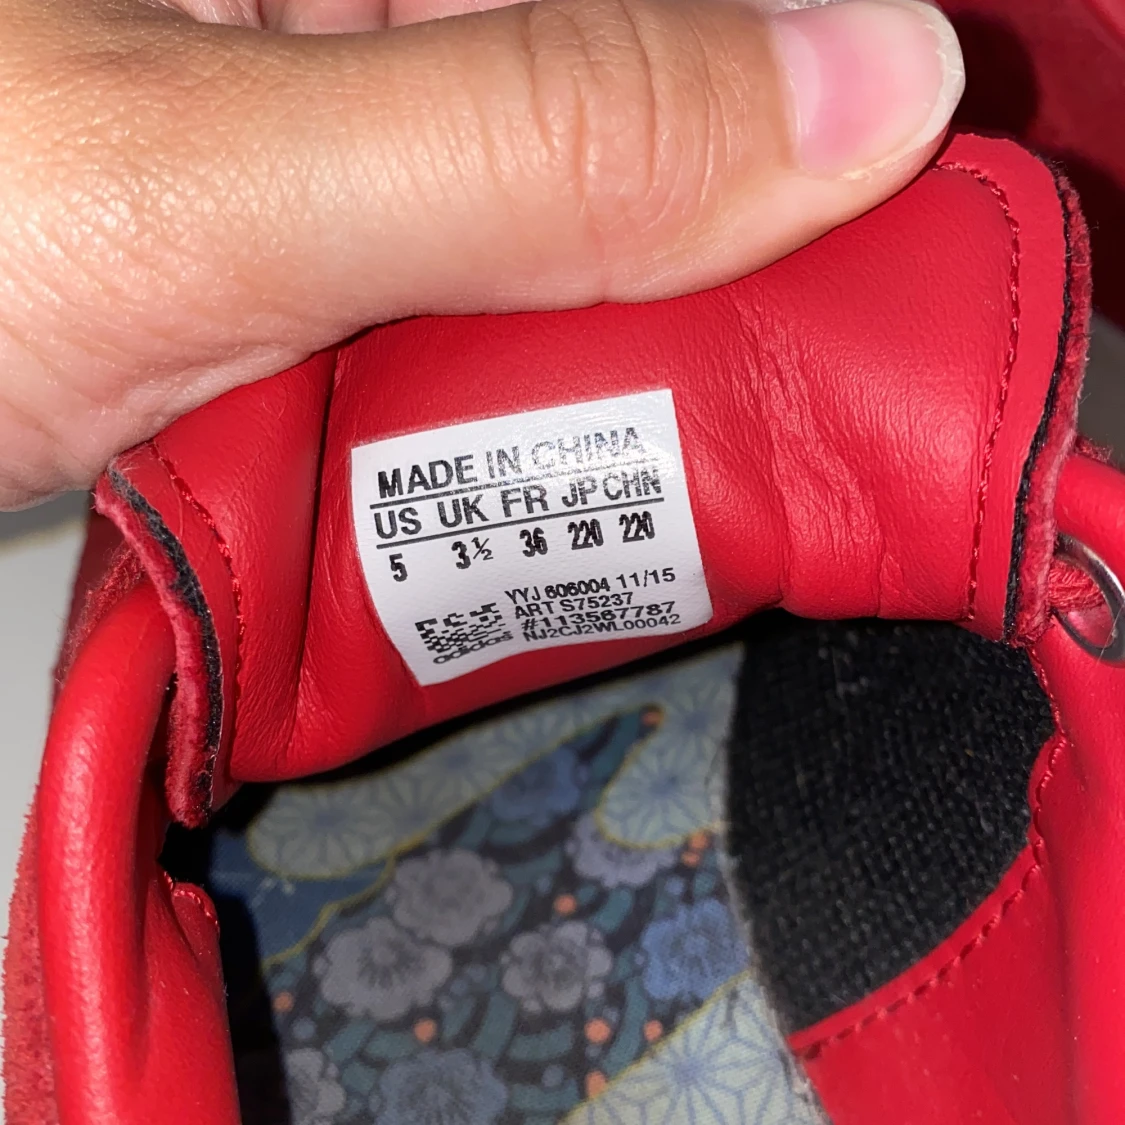 MADE IN CHINA
US UK FR JP CHN
5 3½ 36 220 220
YYJ 606004 11/15
ART S75237
#113567787
NJ2CJ2WL00042
adidas